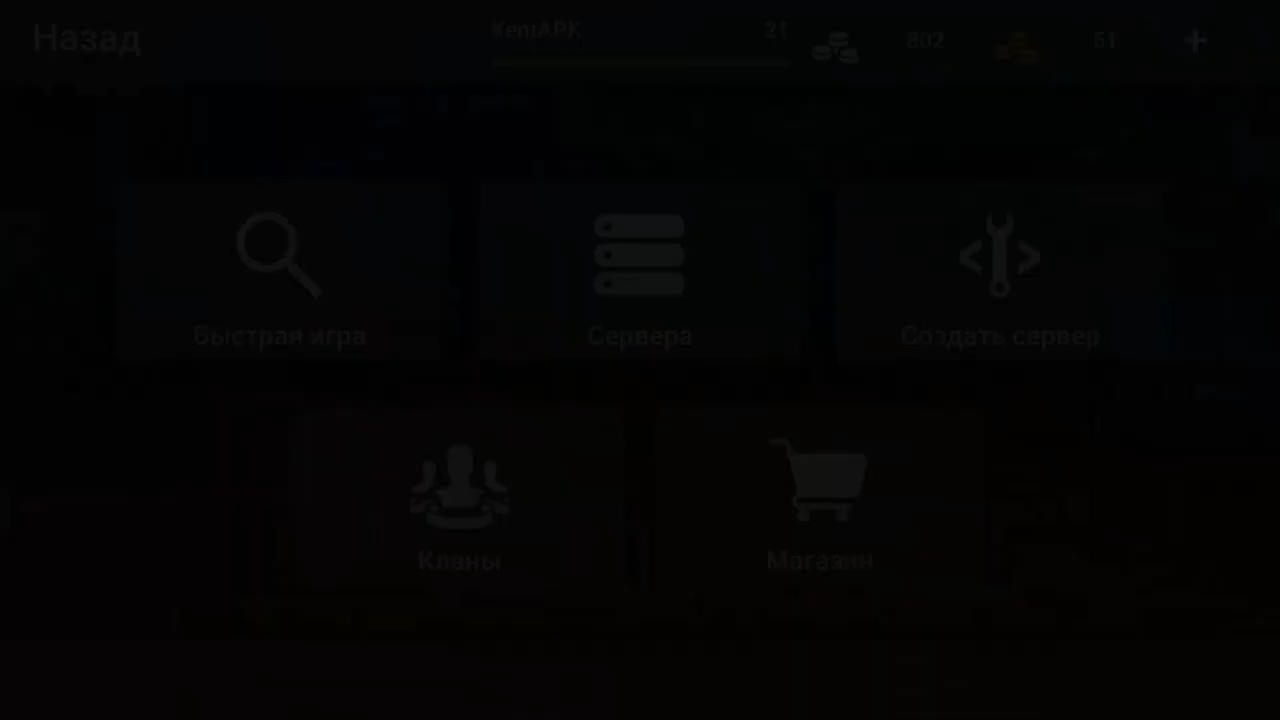 Назад
KentAPK 21
802
51
+
Быстрая игра
Сервера
Создать сервер
Кланы
Магазин